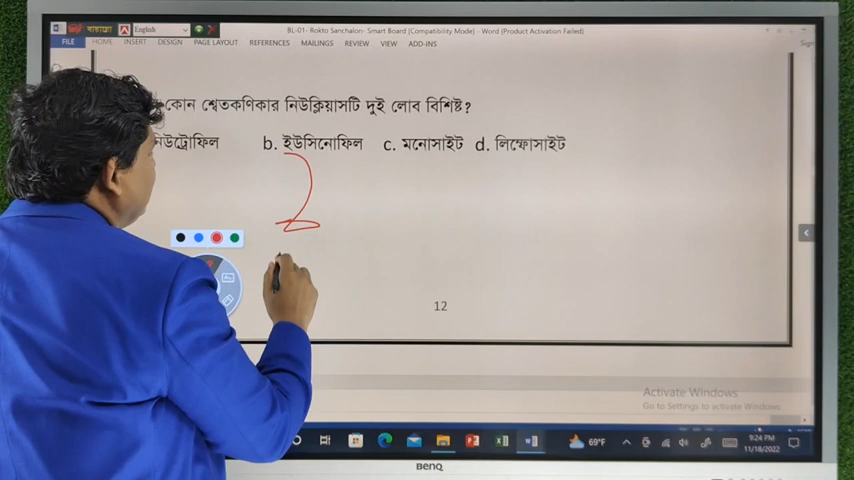 BL-01- Rokto Sanchalon- Smart Board [Compatibility Mode] - Word (Product Activation Failed)
English
FILE HOME INSERT DESIGN PAGE LAYOUT REFERENCES MAILINGS REVIEW VIEW ADD-INS Sign
কোন শ্বেতকণিকার নিউক্লিয়াসটি দুই লোব বিশিষ্ট?
নিউট্রোফিল b. ইউসিনোফিল c. মনোসাইট d. লিম্ফোসাইট
2
12
Activate Windows
Go to Settings to activate Windows
69°F
9:24 PM
11/18/2022
BENQ